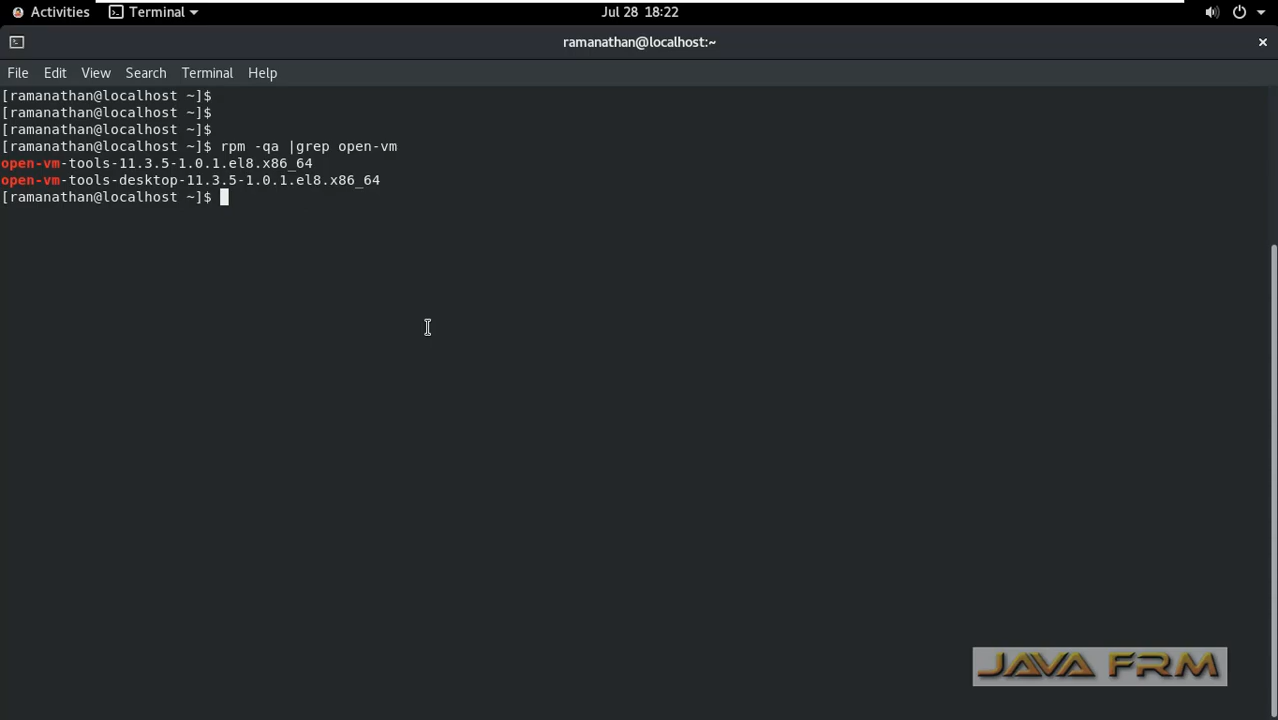 Activities Terminal Jul 28 18:22
ramanathan@localhost:~
File Edit View Search Terminal Help
[ramanathan@localhost ~]$
[ramanathan@localhost ~]$
[ramanathan@localhost ~]$
[ramanathan@localhost ~]$ rpm -qa |grep open-vm
open-vm-tools-11.3.5-1.0.1.el8.x86_64
open-vm-tools-desktop-11.3.5-1.0.1.el8.x86_64
[ramanathan@localhost ~]$
JAVA FRM